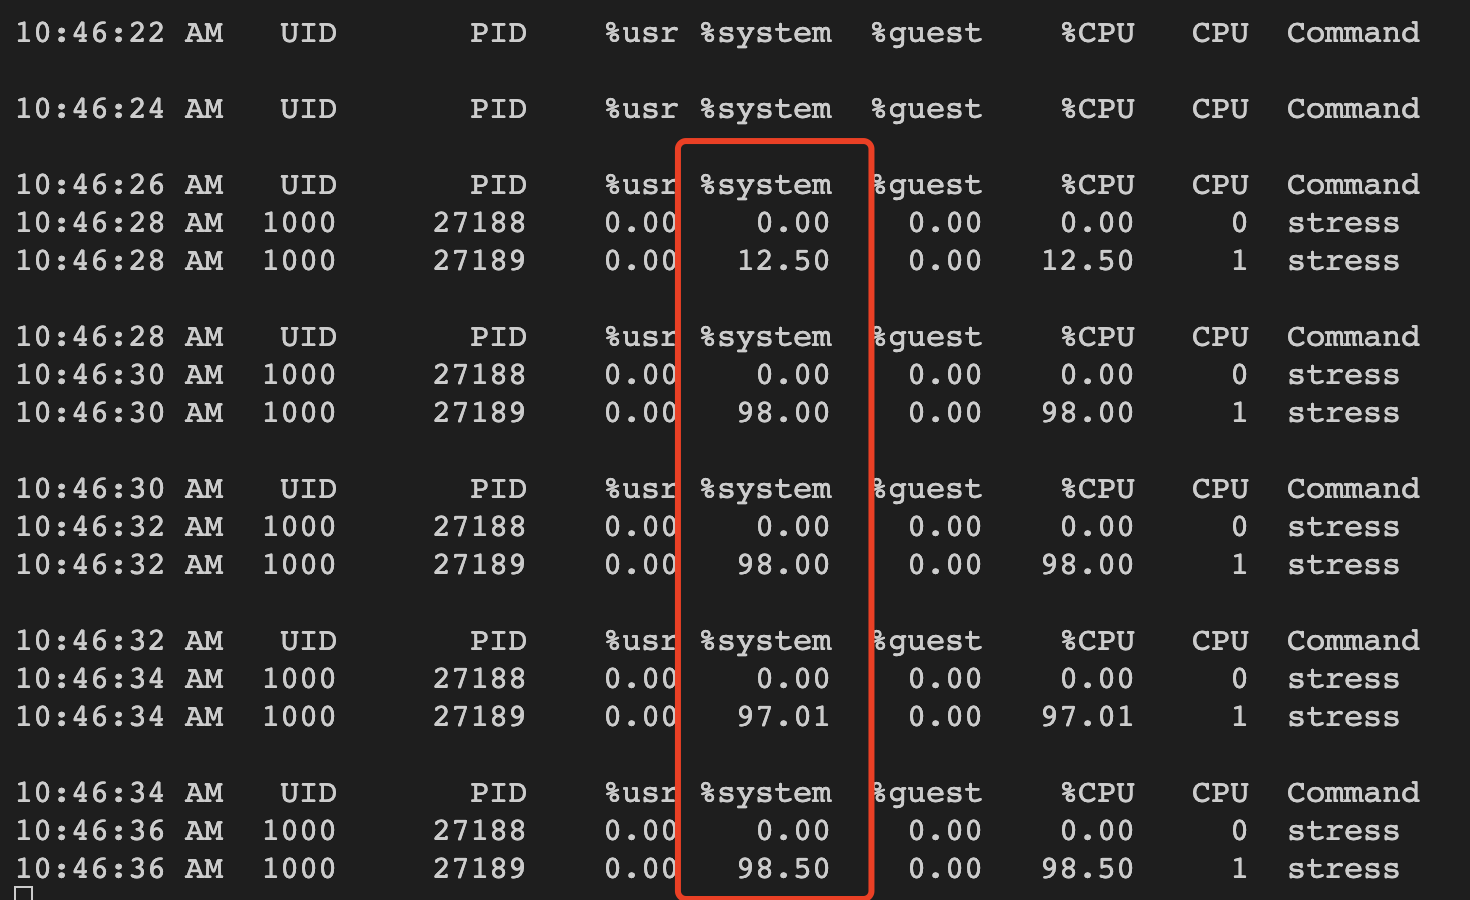 10:46:22 AM UID PID %usr %system %guest %CPU CPU Command
10:46:24 AM UID PID %usr %system %guest %CPU CPU Command
10:46:26 AM UID PID %usr %system %guest %CPU CPU Command
10:46:28 AM 1000 27188 0.00 0.00 0.00 0.00 0 stress
10:46:28 AM 1000 27189 0.00 12.50 0.00 12.50 1 stress
10:46:28 AM UID PID %usr %system %guest %CPU CPU Command
10:46:30 AM 1000 27188 0.00 0.00 0.00 0.00 0 stress
10:46:30 AM 1000 27189 0.00 98.00 0.00 98.00 1 stress
10:46:30 AM UID PID %usr %system %guest %CPU CPU Command
10:46:32 AM 1000 27188 0.00 0.00 0.00 0.00 0 stress
10:46:32 AM 1000 27189 0.00 98.00 0.00 98.00 1 stress
10:46:32 AM UID PID %usr %system %guest %CPU CPU Command
10:46:34 AM 1000 27188 0.00 0.00 0.00 0.00 0 stress
10:46:34 AM 1000 27189 0.00 97.01 0.00 97.01 1 stress
10:46:34 AM UID PID %usr %system %guest %CPU CPU Command
10:46:36 AM 1000 27188 0.00 0.00 0.00 0.00 0 stress
10:46:36 AM 1000 27189 0.00 98.50 0.00 98.50 1 stress